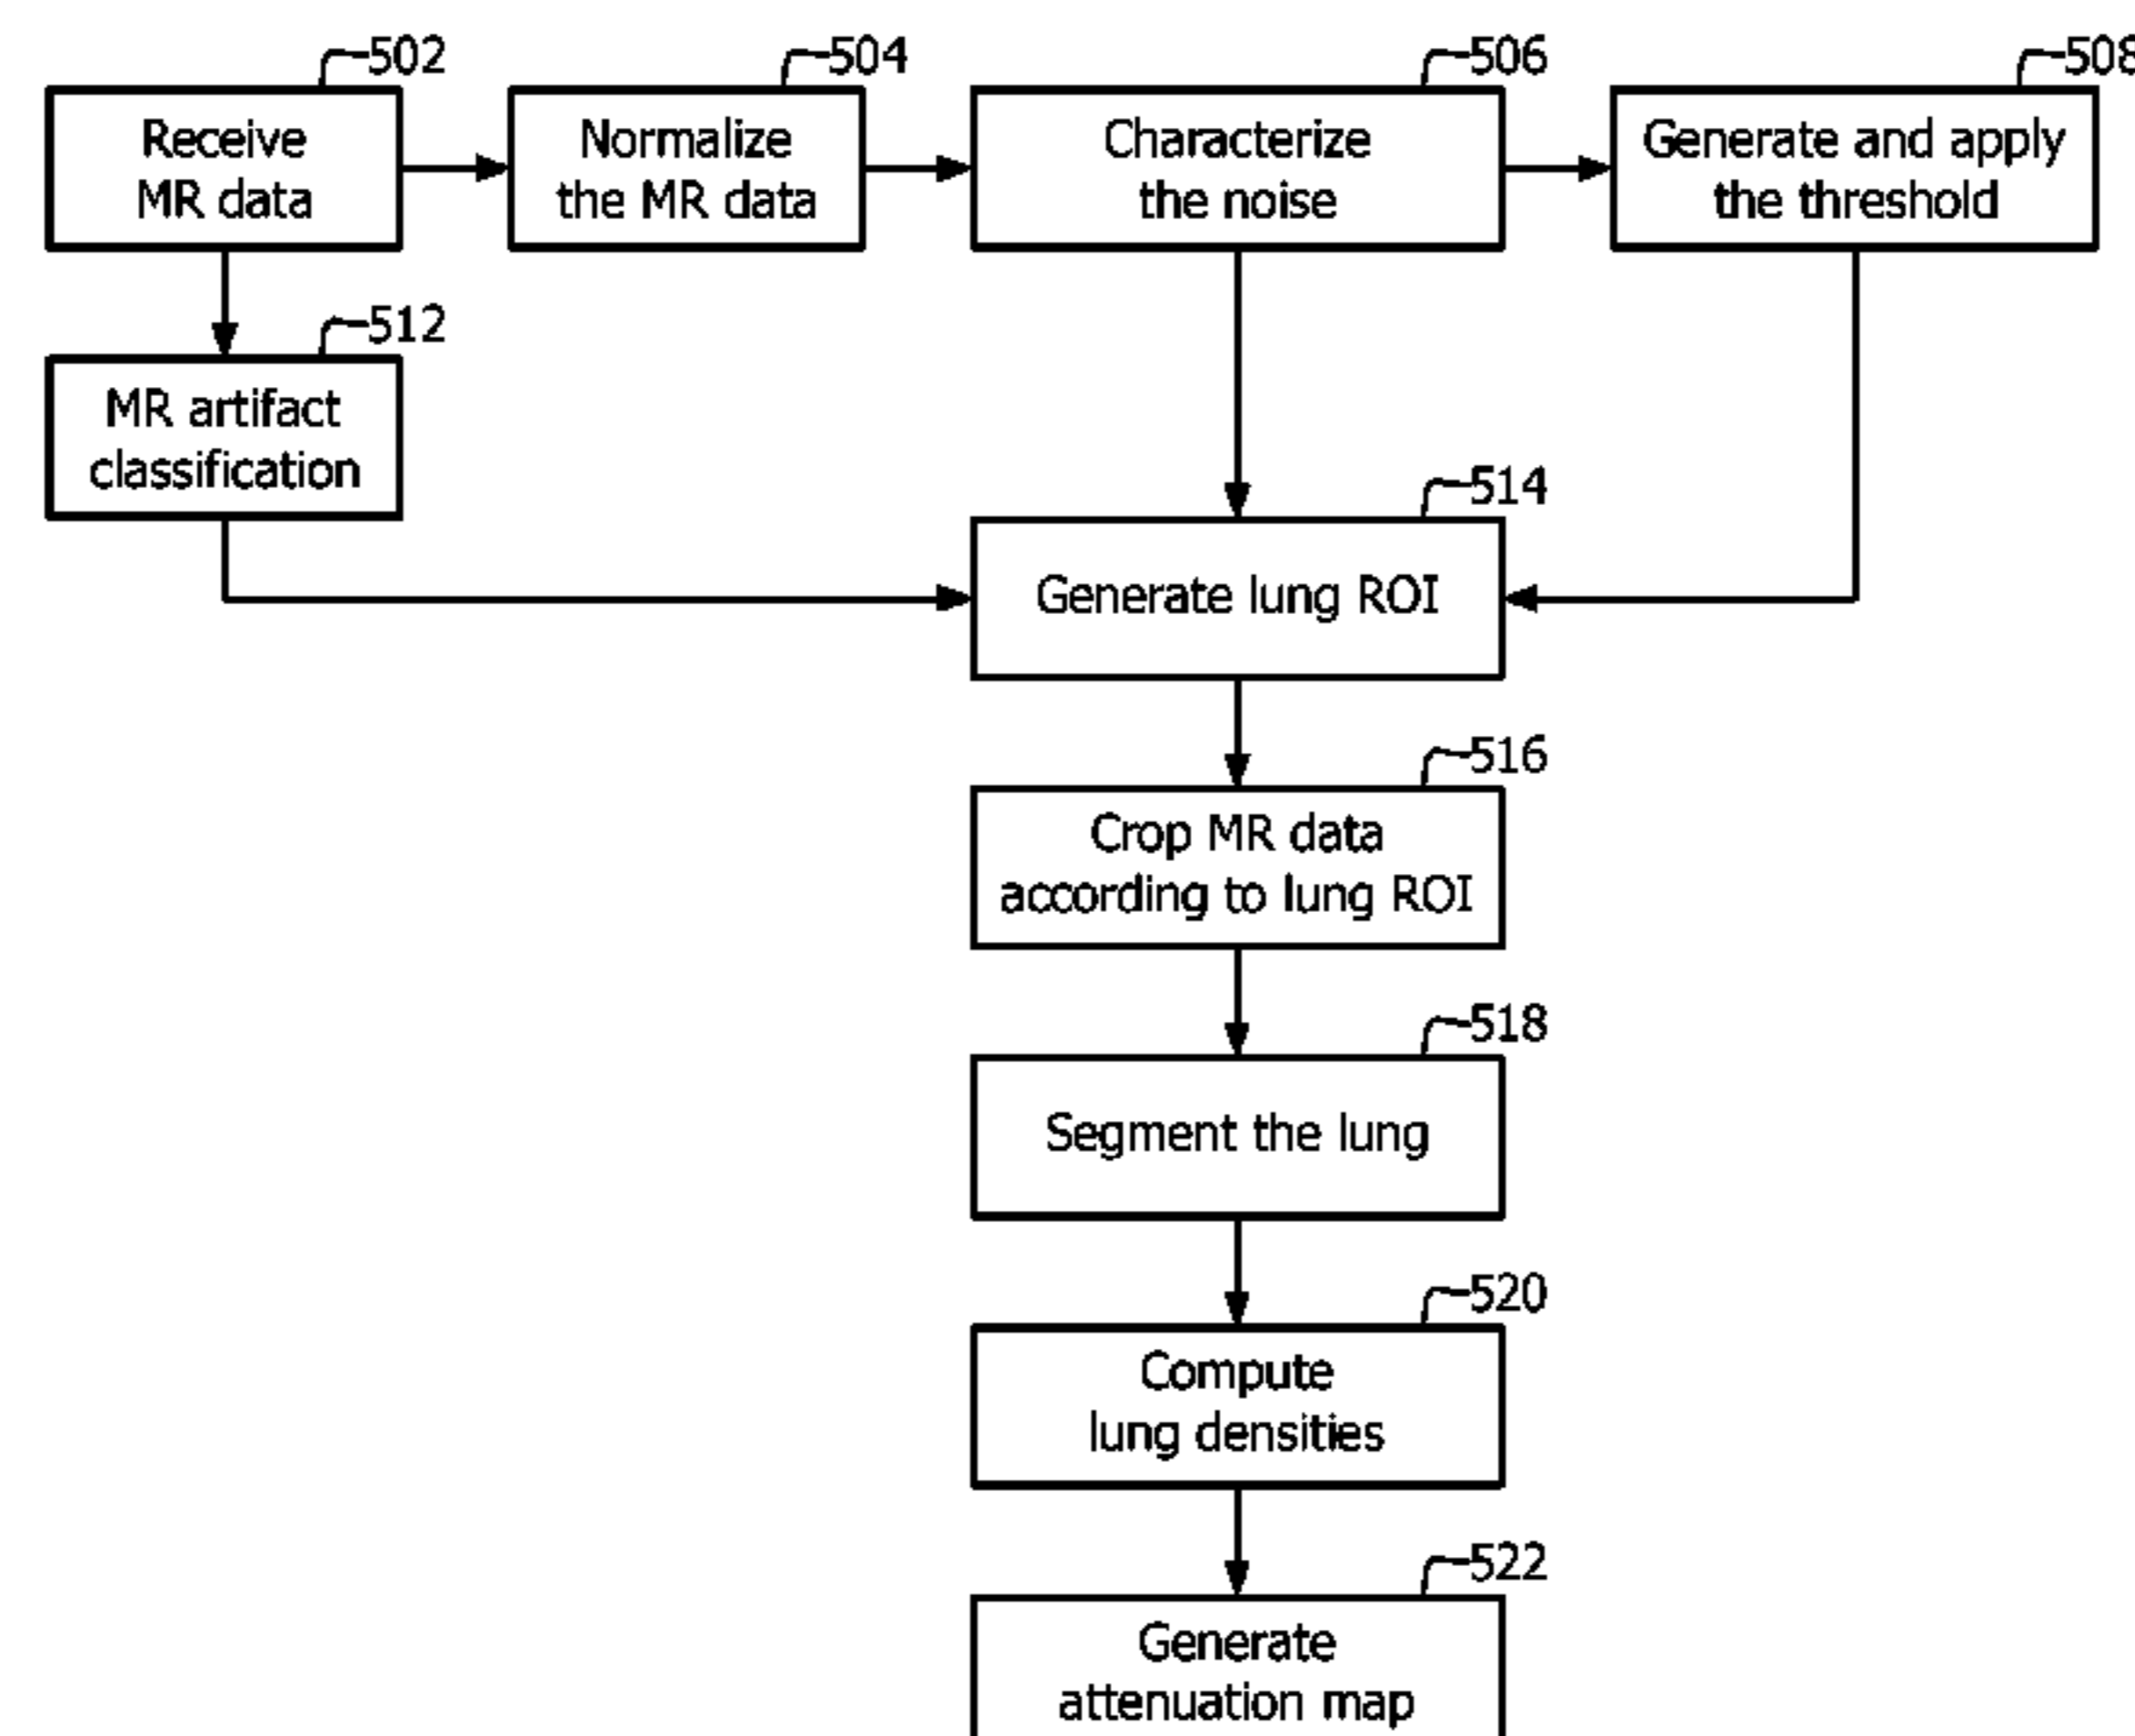 502
504
506
508
Receive
MR data
Normalize
the MR data
Characterize
the noise
Generate and apply
the threshold
512
MR artifact
classification
514
Generate lung ROI
516
Crop MR data
according to lung ROI
518
Segment the lung
520
Compute
lung densities
522
Generate
attenuation map